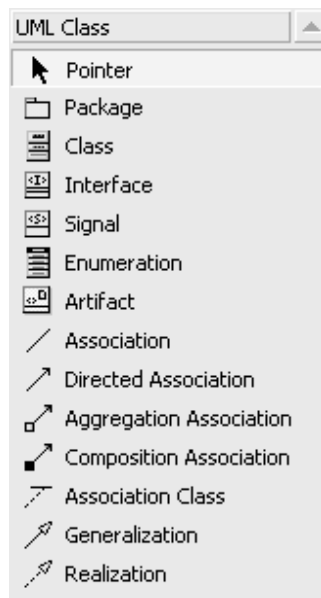 UML Class
Pointer
Package
Class
<I> Interface
<S> Signal
Enumeration
Artifact
Association
Directed Association
Aggregation Association
Composition Association
Association Class
Generalization
Realization